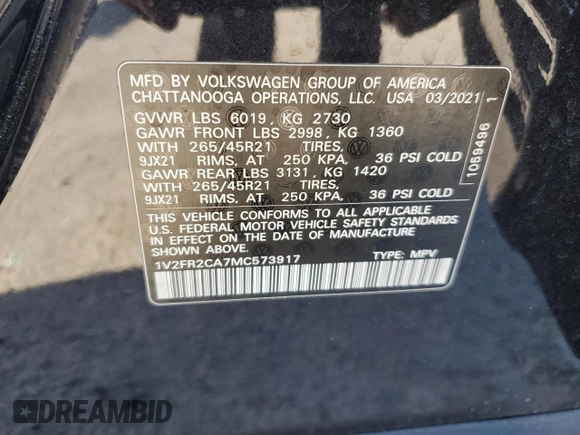 MFD BY VOLKSWAGEN GROUP OF AMERICA
CHATTANOOGA OPERATIONS, LLC. USA 03/2021
GVWR LBS 6019, KG 2730
GAWR FRONT LBS 2998, KG 1360
WITH 265/45R21 TIRES,
9JX21 RIMS, AT 250 KPA, 36 PSI COLD
GAWR REAR LBS 3131, KG 1420
WITH 265/45R21 TIRES,
9JX21 RIMS, AT 250 KPA, 36 PSI COLD
THIS VEHICLE CONFORMS TO ALL APPLICABLE
U.S. FEDERAL MOTOR VEHICLE SAFETY STANDARDS
IN EFFECT ON THE DATE OF MANUFACTURE
SHOWN ABOVE.
1V2FR2CA7MC573917 TYPE: MPV
1059496 1
DREAMBID